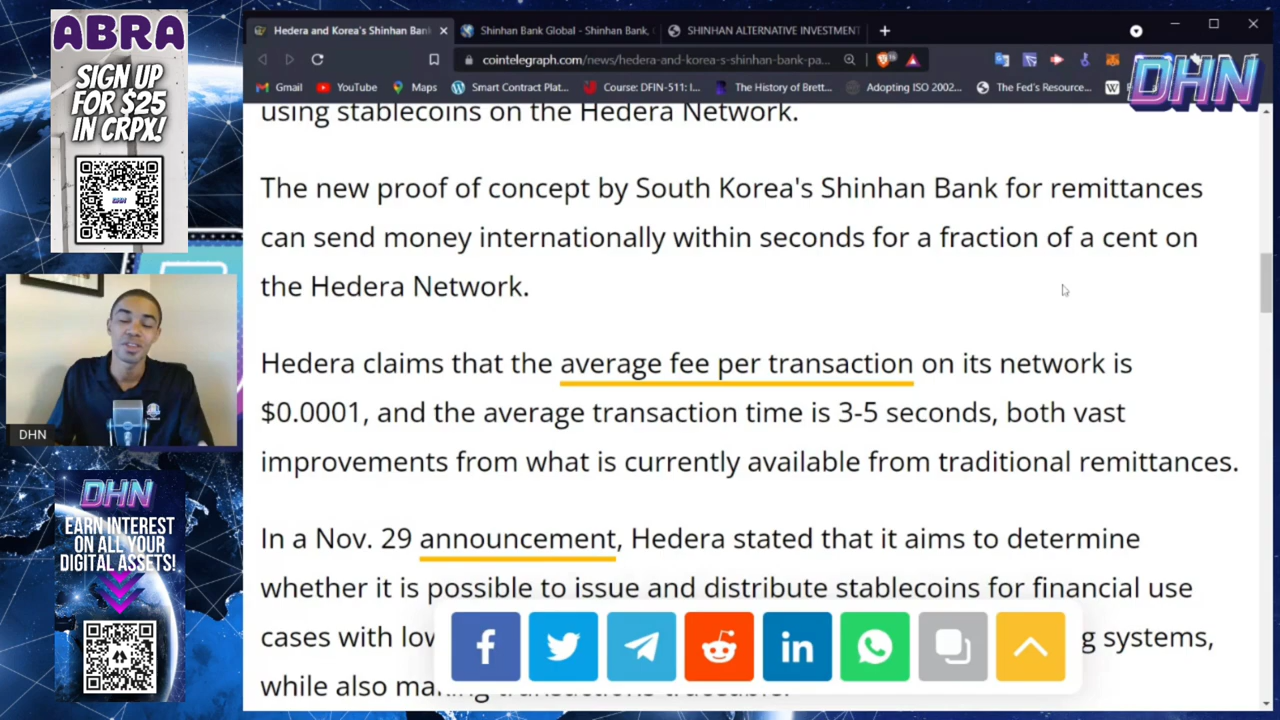 ABRA
SIGN UP
FOR $25
IN CRPX!
DHN
DHN
EARN INTEREST
ON ALL YOUR
DIGITAL ASSETS!
Hedera and Korea's Shinhan Ban
Shinhan Bank Global - Shinhan Bank,
SHINHAN ALTERNATIVE INVESTMENT
cointelegraph.com/news/hedera-and-korea-s-shinhan-bank-pa...
Gmail
YouTube
Maps
Smart Contract Plat...
Course: DFIN-511: I...
The History of Brett...
Adopting ISO 2002...
The Fed's Resource...
DHN
using stablecoins on the Hedera Network.
The new proof of concept by South Korea's Shinhan Bank for remittances
can send money internationally within seconds for a fraction of a cent on
the Hedera Network.
Hedera claims that the average fee per transaction on its network is
$0.0001, and the average transaction time is 3-5 seconds, both vast
improvements from what is currently available from traditional remittances.
In a Nov. 29 announcement, Hedera stated that it aims to determine
whether it is possible to issue and distribute stablecoins for financial use
cases with systems,
while also